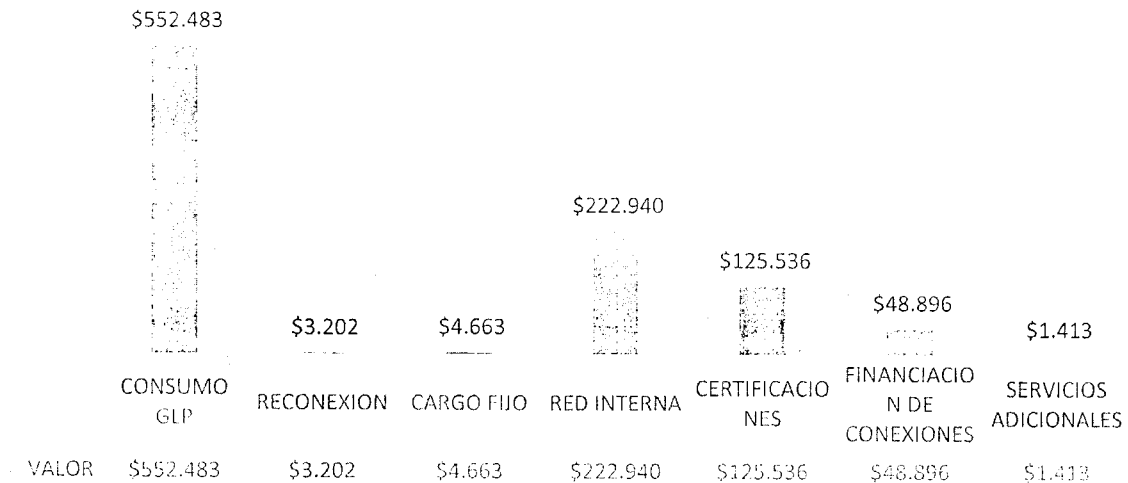 $552.483
$222.940
$125.536
$48.896
$3.202 $4.663 $1.413
CONSUMO GLP
RECONEXION
CARGO FIJO
RED INTERNA
CERTIFICACIO
NES
FINANCIACIO
N DE
CONEXIONES
SERVICIOS
ADICIONALES
VALOR $552.483 $3.202 $4.663 $222.940 $125.536 $48.896 $1.413